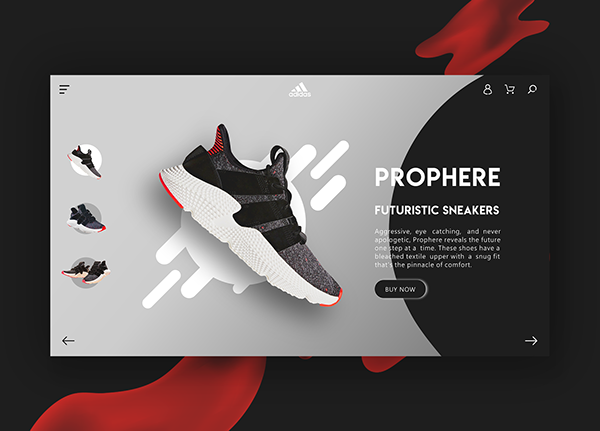 adidas
PROPHERE
FUTURISTIC SNEAKERS
Aggressive, eye catching, and never
apologetic, Prophere reveals the future
one step at a time. These shoes have a
bleached textile upper with a snug fit
that's the pinnacle of comfort.
BUY NOW